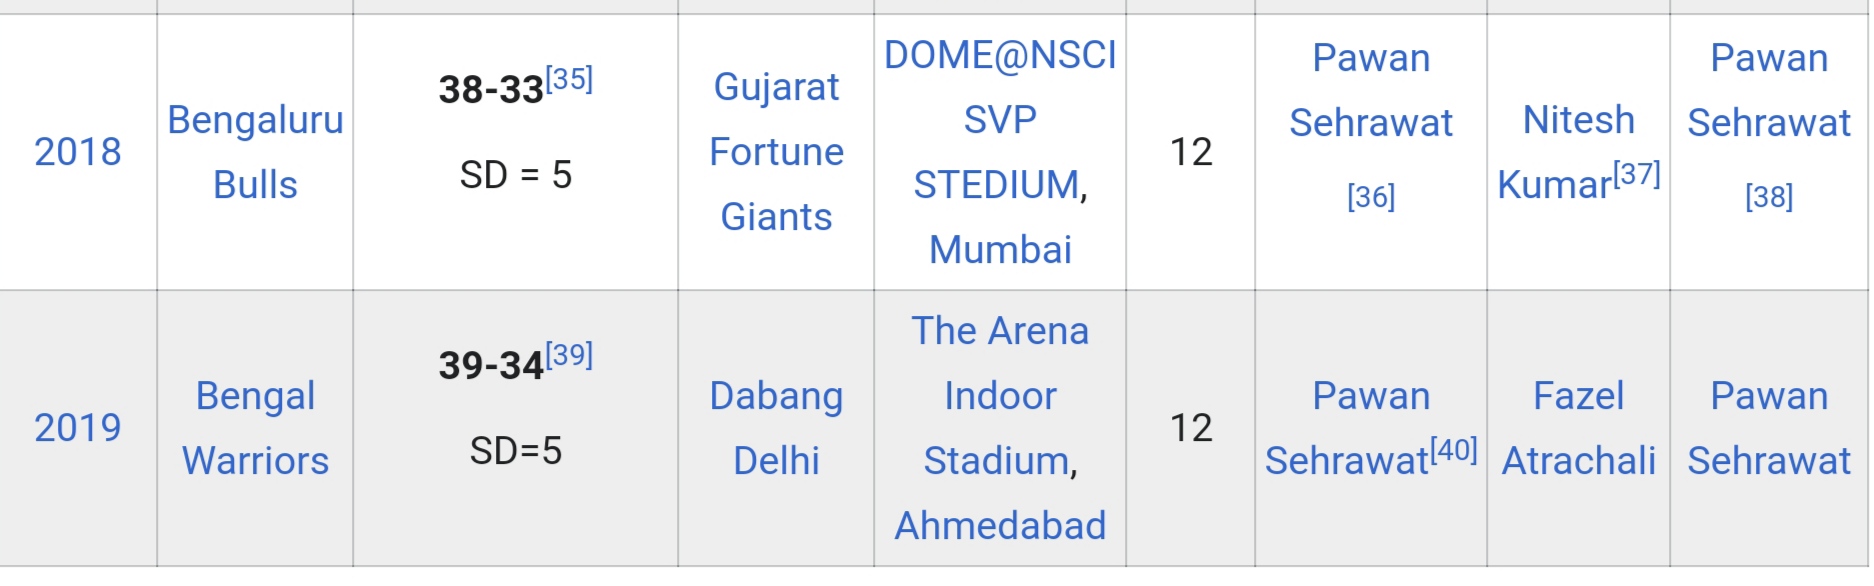 2018
Bengaluru
Bulls
38-33[35]
SD = 5
Gujarat
Fortune
Giants
DOME@NSCI
SVP
STEDIUM,
Mumbai
12
Pawan
Sehrawat
[36]
Nitesh
Kumar[37]
Pawan
Sehrawat
[38]
2019
Bengal
Warriors
39-34[39]
SD=5
Dabang
Delhi
The Arena
Indoor
Stadium,
Ahmedabad
12
Pawan
Sehrawat[40]
Fazel
Atrachali
Pawan
Sehrawat